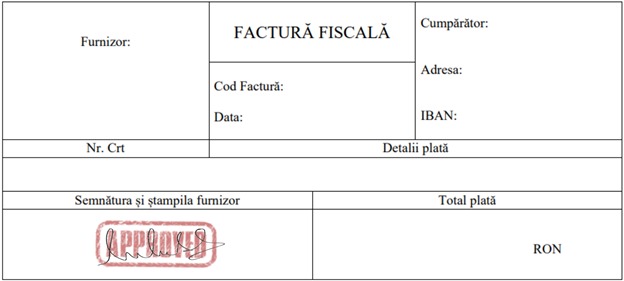 Furnizor:
FACTURĂ FISCALĂ
Cod Factură:
Data:
Cumpărător:
Adresa:
IBAN:
Nr. Crt
Detalii plată
Semnătura și ștampila furnizor
Total plată
APPROVED
RON